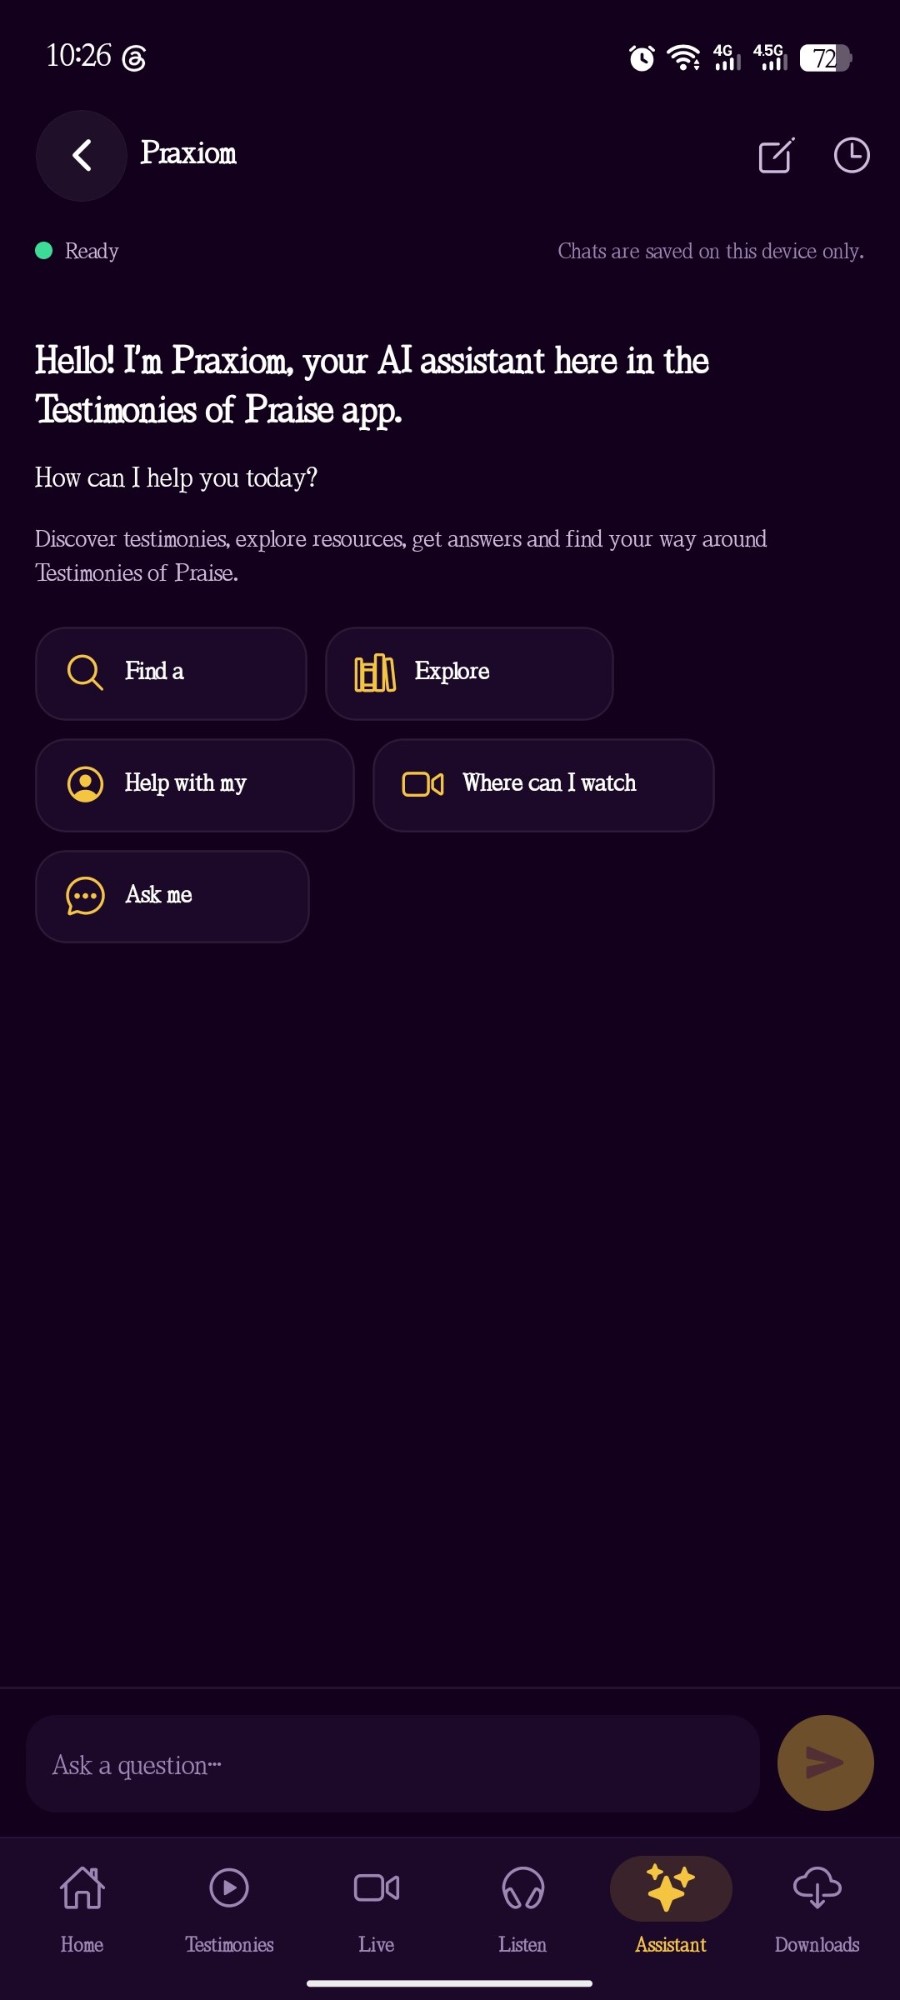 10:26
4G
4.5G
72
Praxiom
Ready
Chats are saved on this device only.
Hello! I'm Praxiom, your AI assistant here in the
Testimonies of Praise app.
How can I help you today?
Discover testimonies, explore resources, get answers and find your way around
Testimonies of Praise.
Find a
Explore
Help with my
Where can I watch
Ask me
Ask a question...
Home
Testimonies
Live
Listen
Assistant
Downloads